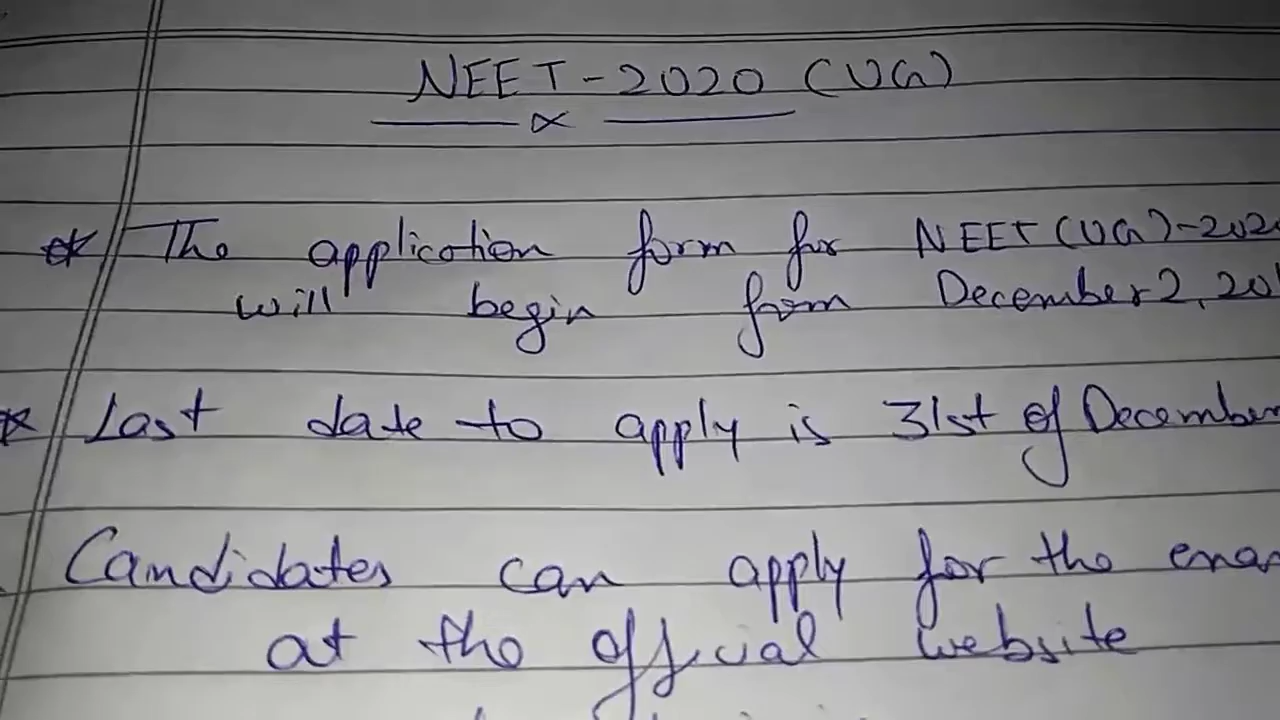 NEET-2020 (UG)
The application form for NEET (UG)-202
will begin from December 2, 201
Last date to apply is 31st of December
Candidates can apply for the exam
at the official website